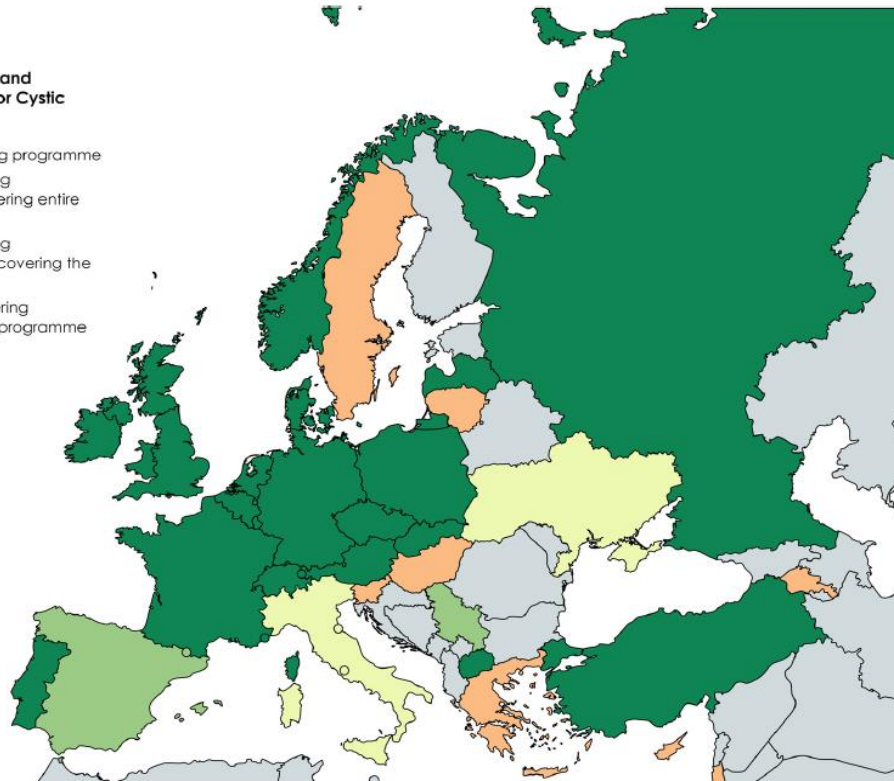 and
or Cystic
g programme
g
ering entire
g
covering the
ring
programme